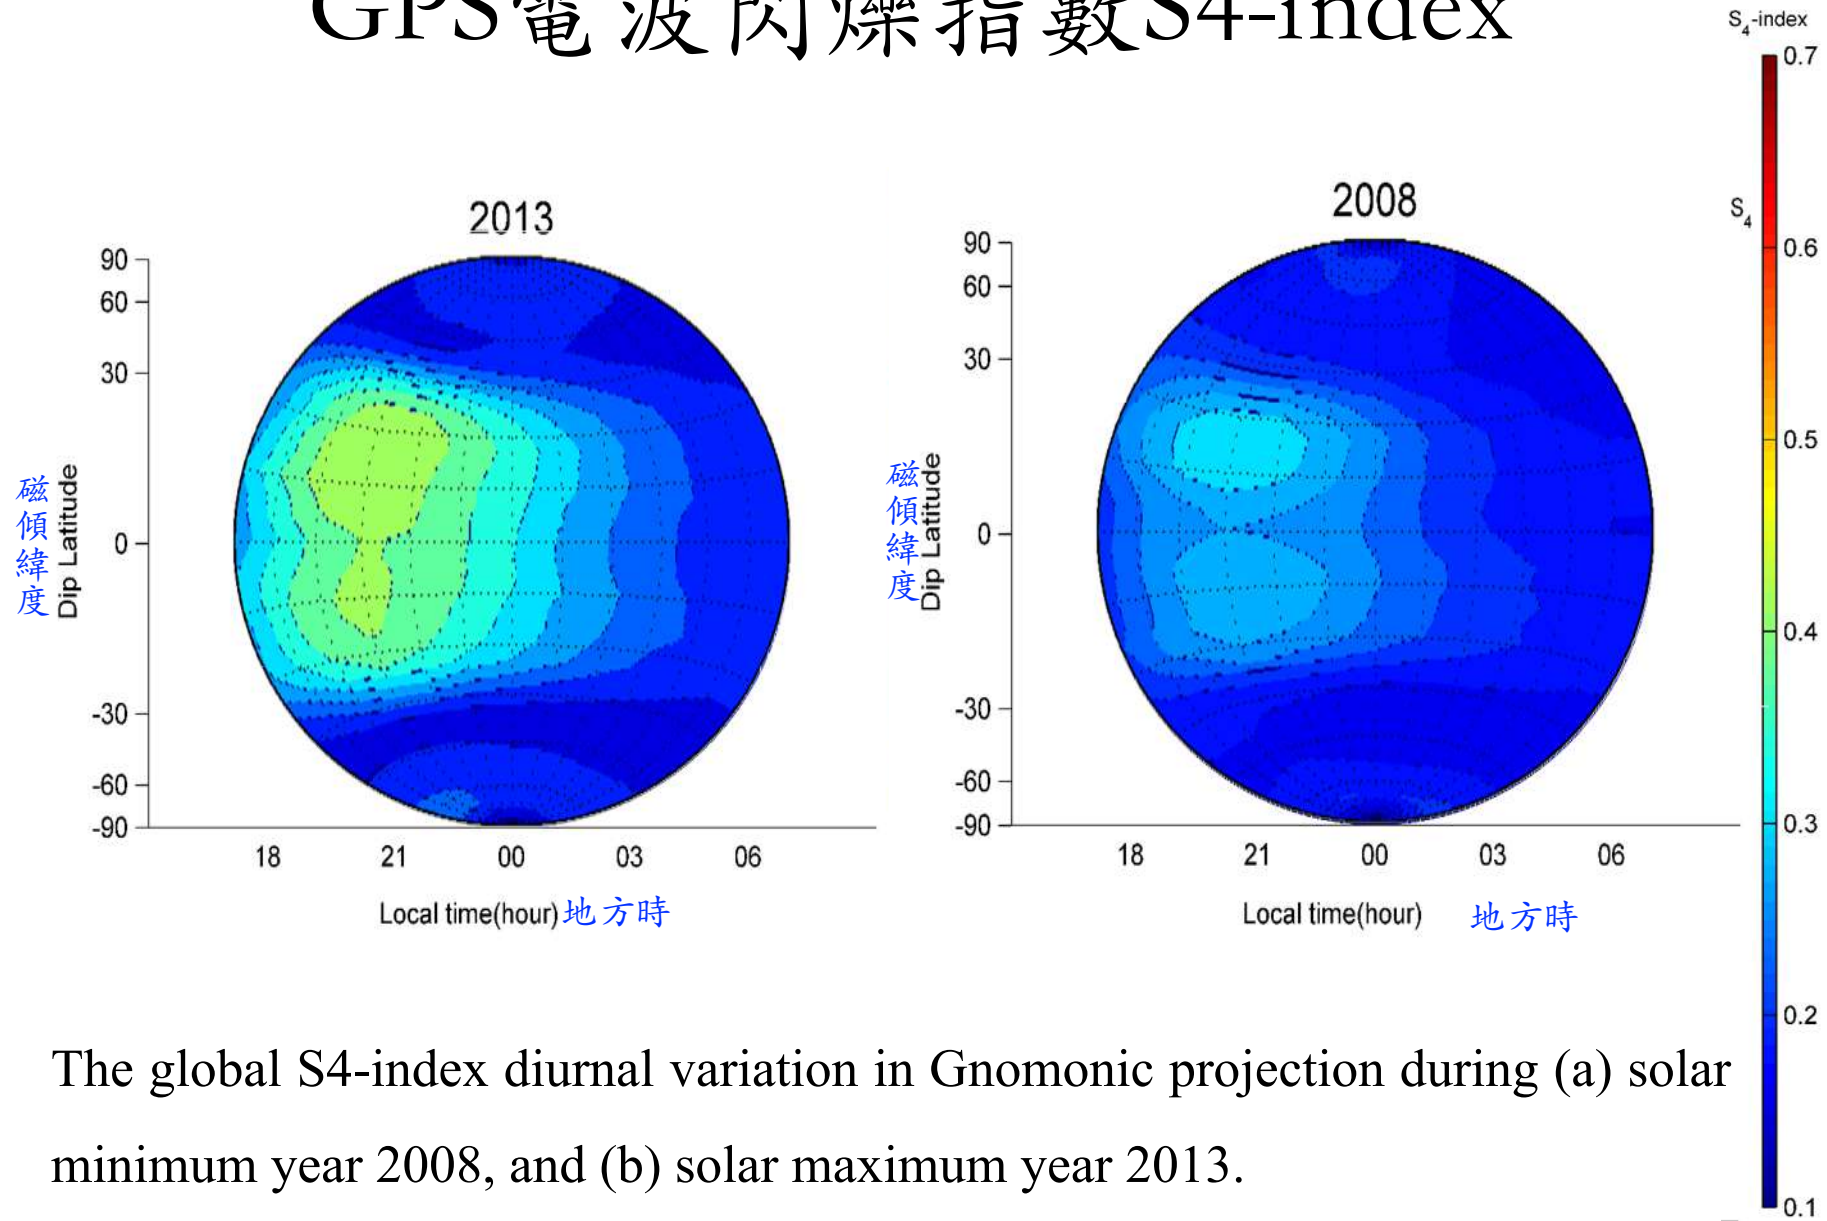 GPS電波閃爍指數S4-index
S4-index
0.7
S4
0.6
0.5
0.4
0.3
0.2
0.1
2013
90
60
30
0
-30
-60
-90
磁傾緯度
Dip Latitude
18 21 00 03 06
Local time(hour) 地方時
2008
90
60
30
0
-30
-60
-90
磁傾緯度
Dip Latitude
18 21 00 03 06
Local time(hour) 地方時
The global S4-index diurnal variation in Gnomonic projection during (a) solar
minimum year 2008, and (b) solar maximum year 2013.